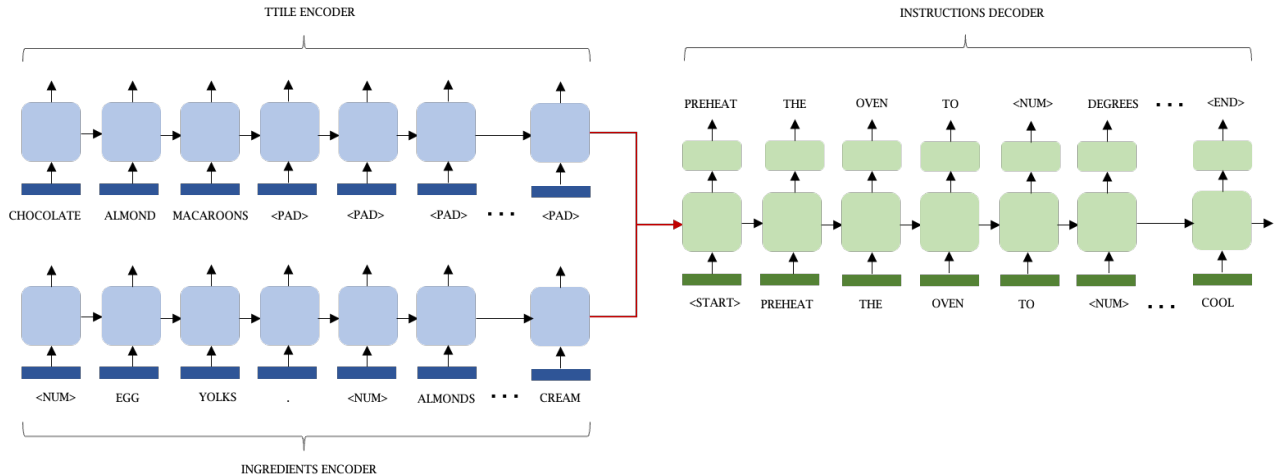 TTILE ENCODER
INSTRUCTIONS DECODER
PREHEAT THE OVEN TO <NUM> DEGREES ... <END>
CHOCOLATE ALMOND MACAROONS <PAD> <PAD> <PAD> ... <PAD>
<START> PREHEAT THE OVEN TO <NUM> ... COOL
<NUM> EGG YOLKS . <NUM> ALMONDS ... CREAM
INGREDIENTS ENCODER